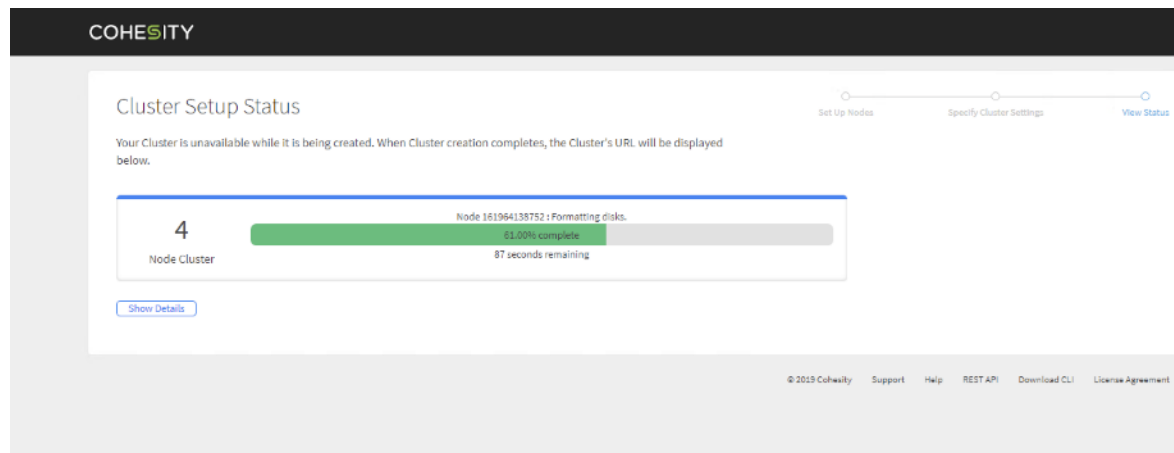 COHESITY
Cluster Setup Status
Set Up Nodes
Specify Cluster Settings
View Status
Your Cluster is unavailable while it is being created. When Cluster creation completes, the Cluster's URL will be displayed
below.
4
Node Cluster
Node 161964138752 : Formatting disks.
61.00% complete
87 seconds remaining
Show Details
© 2019 Cohesity Support Help REST API Download CLI License Agreement